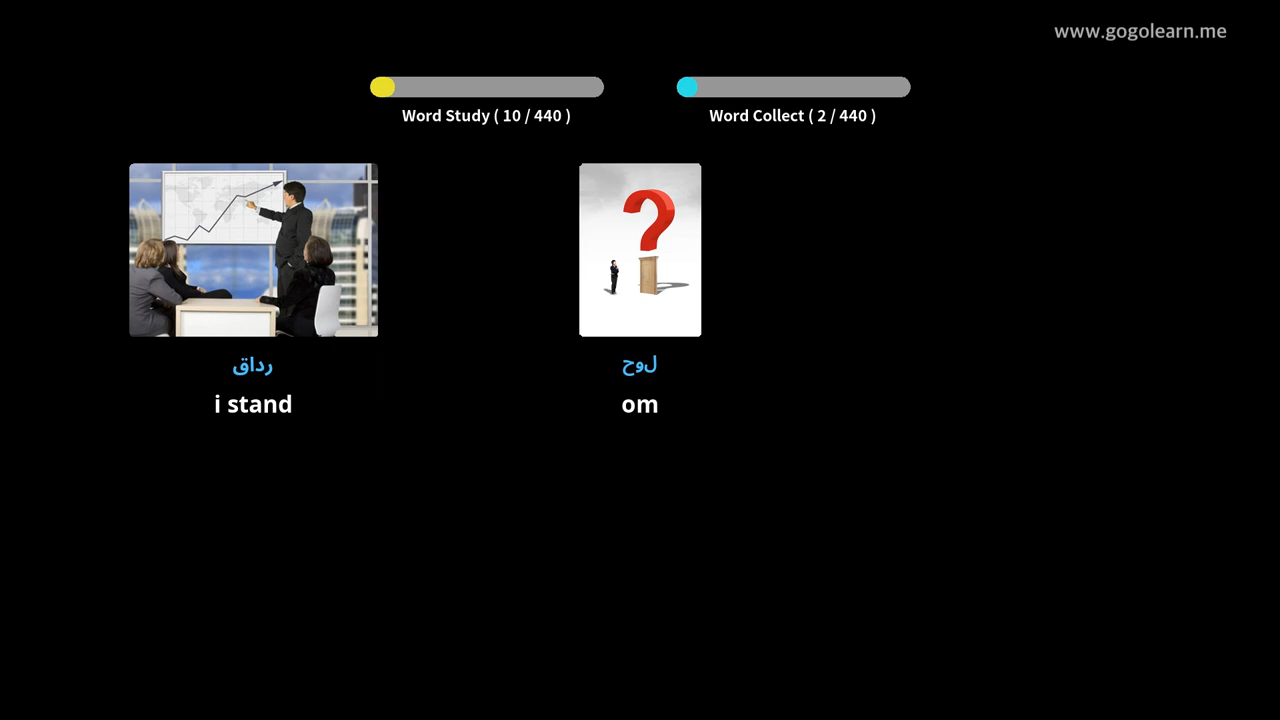 www.gogolearn.me
Word Study ( 10 / 440 )
Word Collect ( 2 / 440 )
رداق
i stand
لوح
om